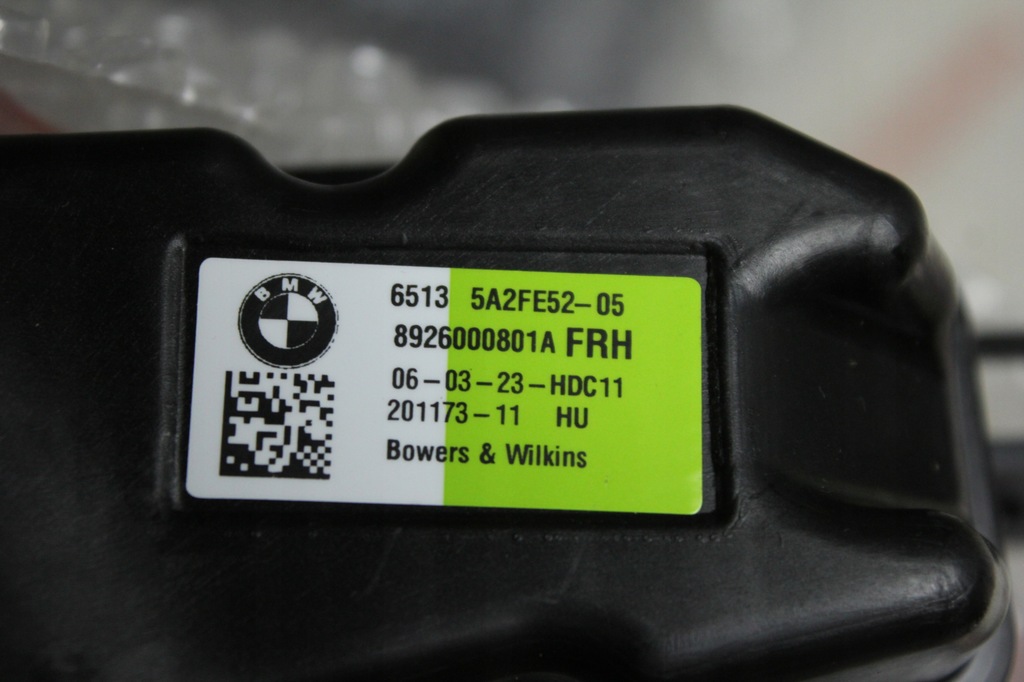 BMW
6513 5A2FE52-05
8926000801A FRH
06-03-23-HDC11
201173-11 HU
Bowers & Wilkins